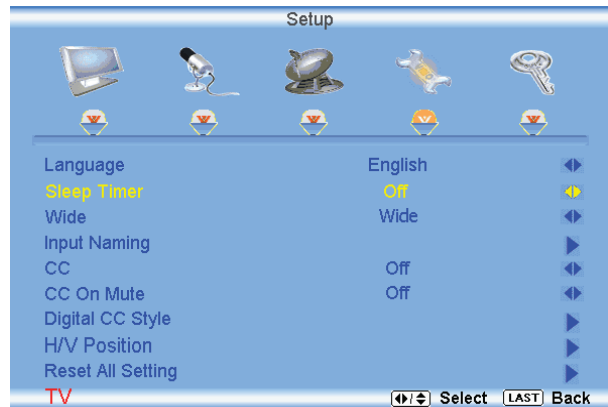 Setup
Language English
Sleep Timer Off
Wide Wide
Input Naming
CC Off
CC On Mute Off
Digital CC Style
H/V Position
Reset All Setting
TV Select LAST Back